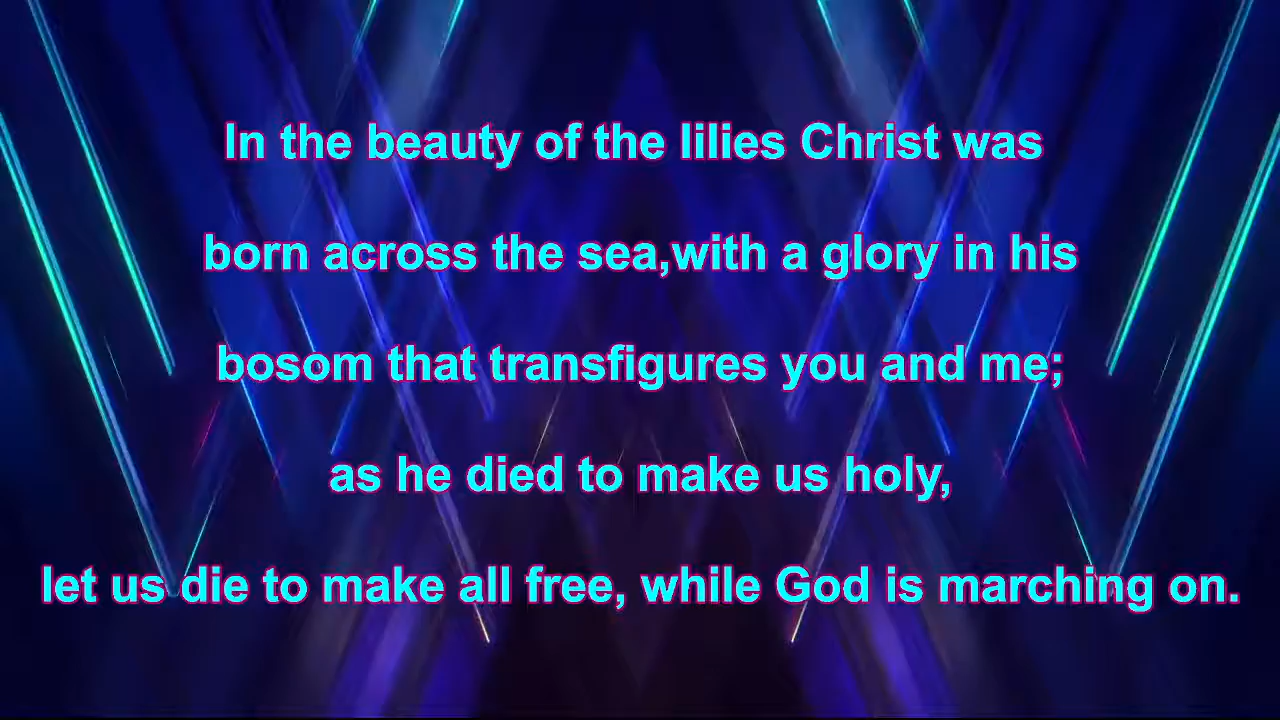 In the beauty of the lilies Christ was
born across the sea,with a glory in his
bosom that transfigures you and me;
as he died to make us holy,
let us die to make all free, while God is marching on.